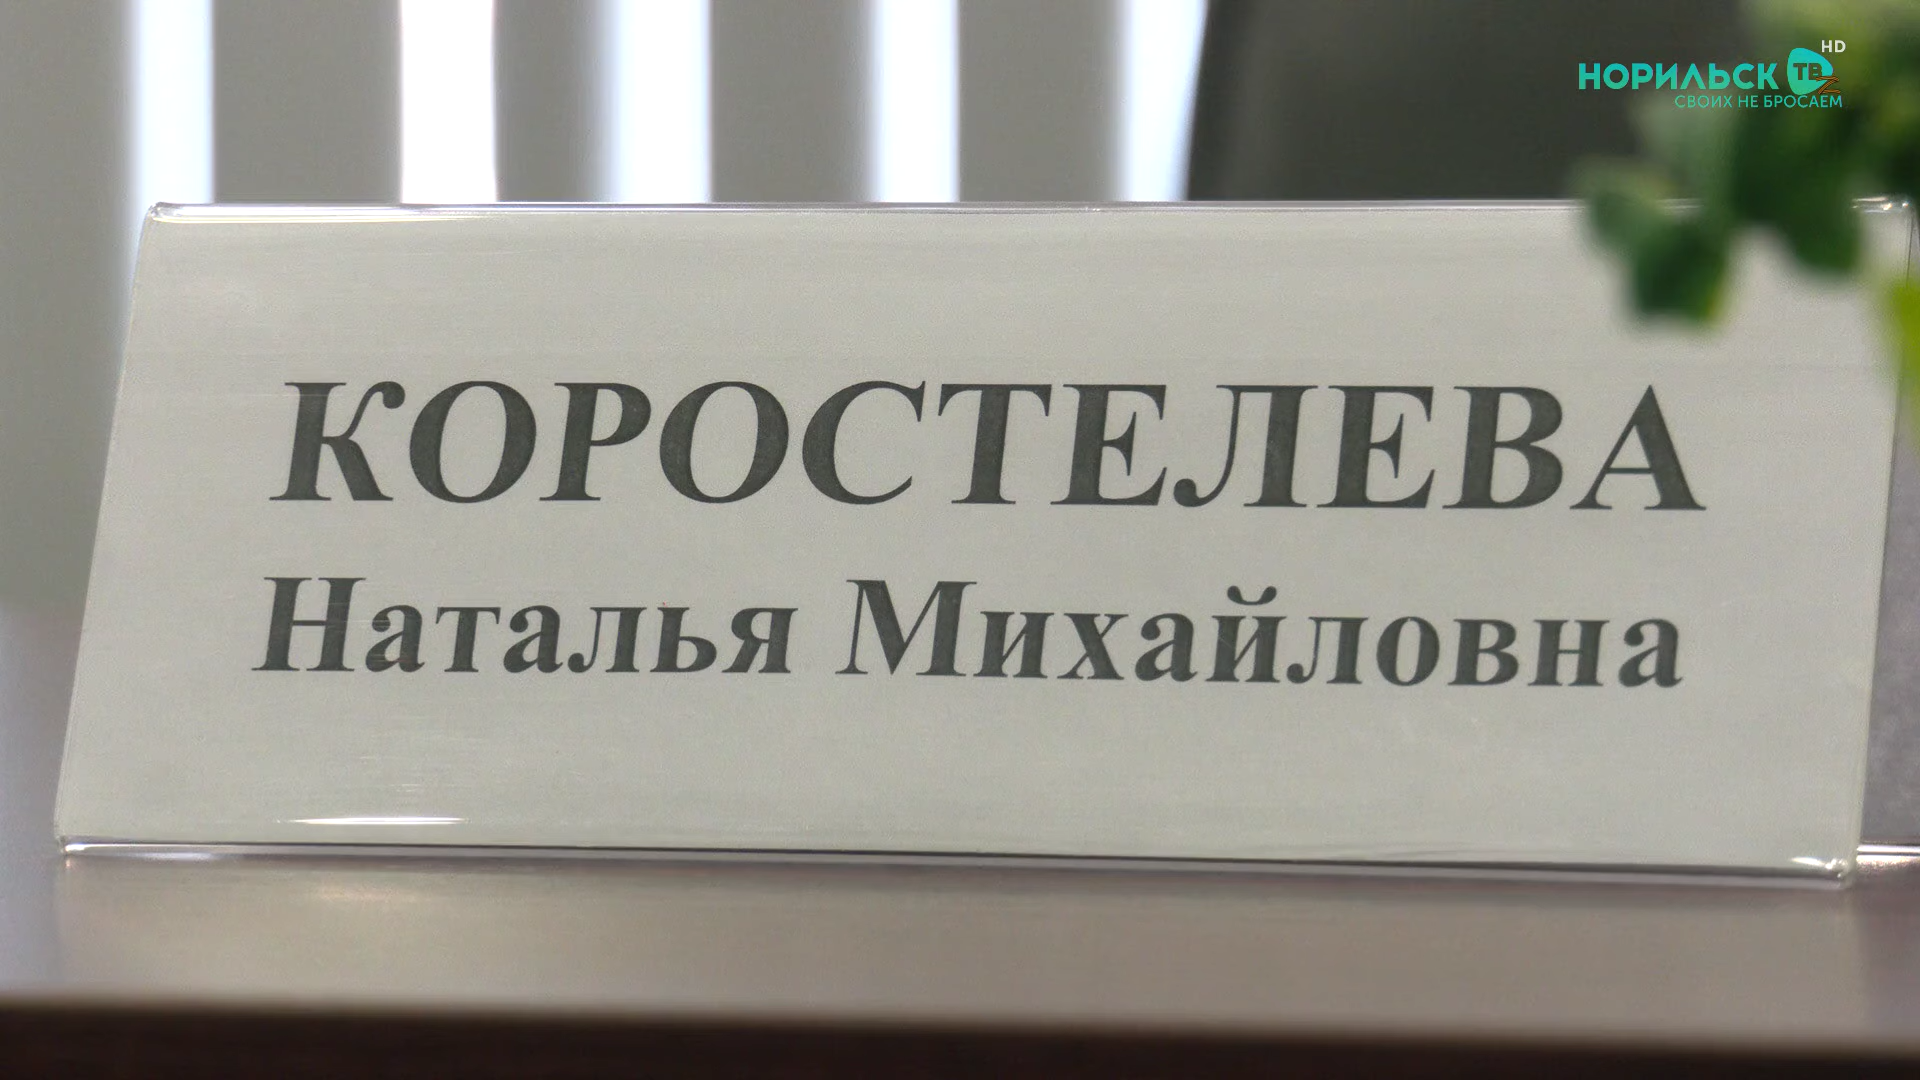 HD
НОРИЛЬСК ТВ
СВОИХ НЕ БРОСАЕМ
КОРОСТЕЛЕВА
Наталья Михайловна